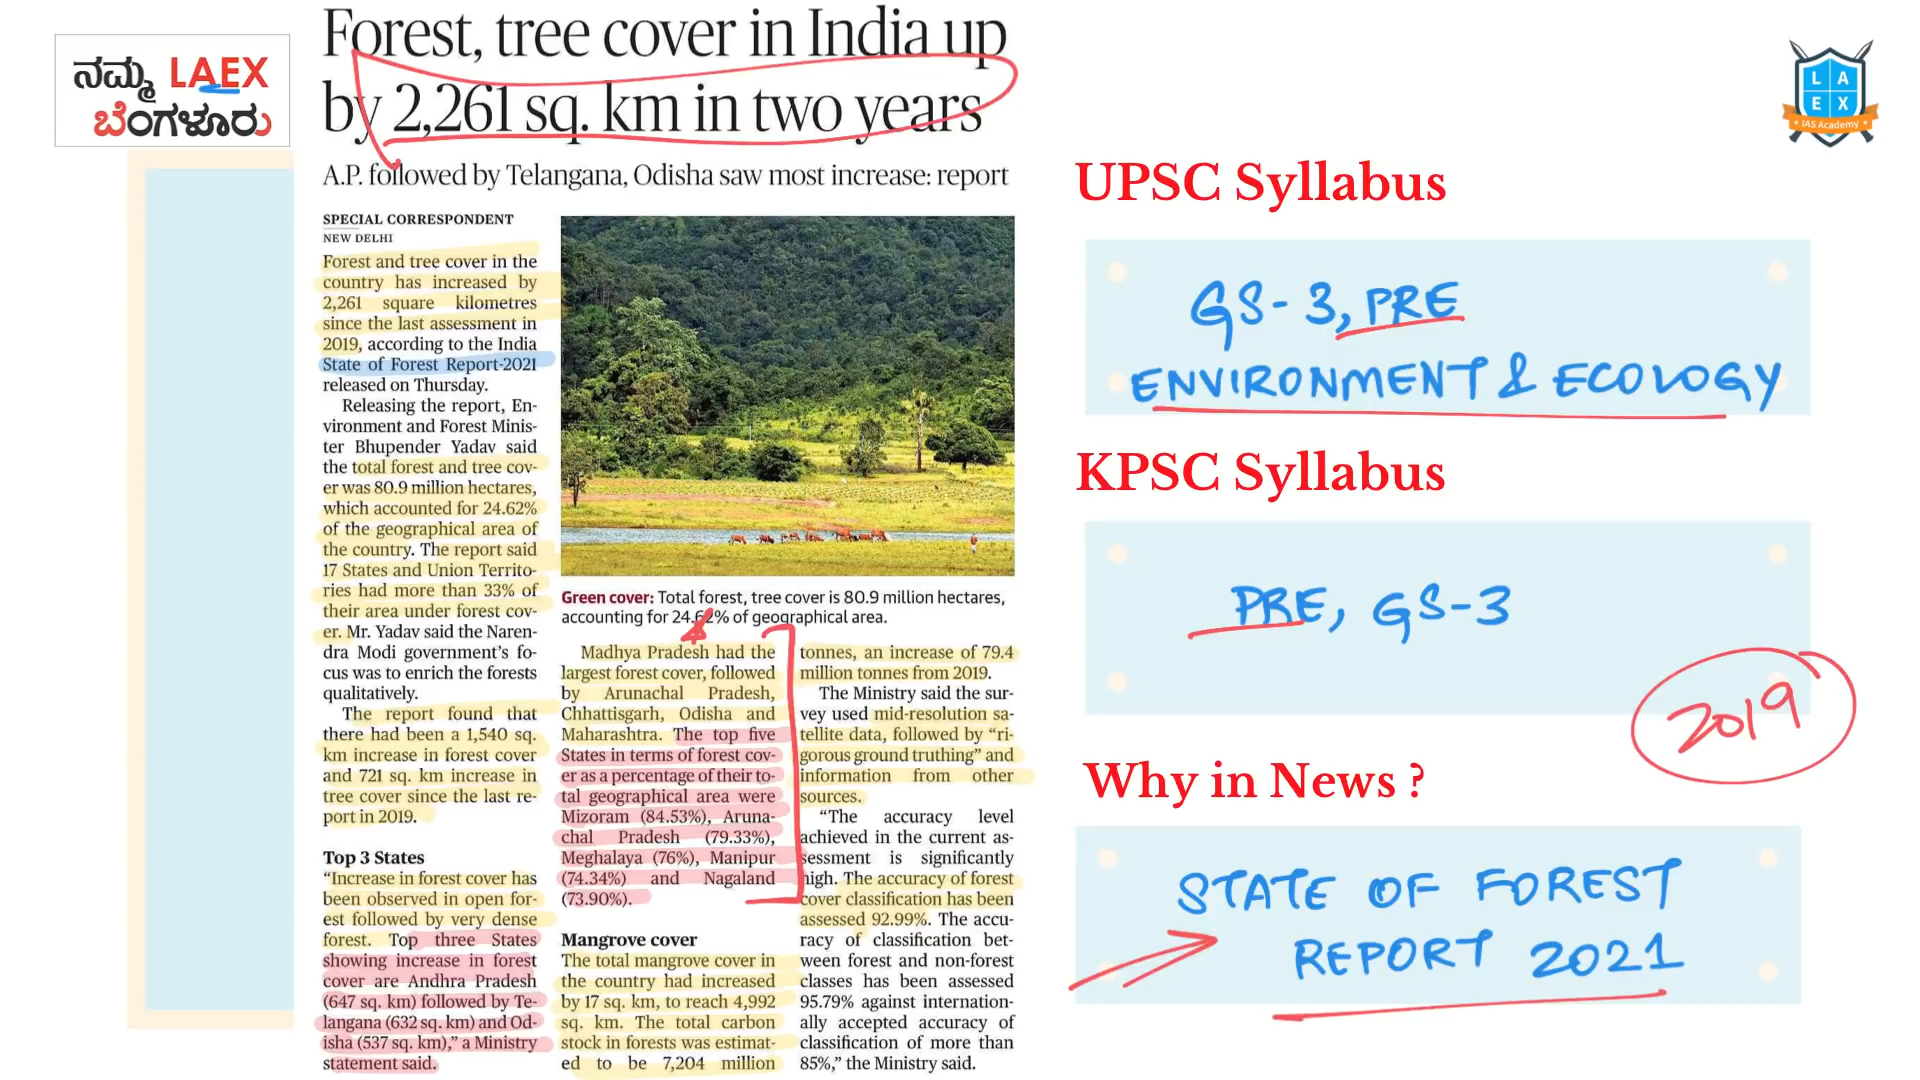 ನಮ್ಮ LAEX
ಬೆಂಗಳೂರು
Forest, tree cover in India up
by 2,261 sq. km in two years
A.P. followed by Telangana, Odisha saw most increase: report
SPECIAL CORRESPONDENT
NEW DELHI
Forest and tree cover in the
country has increased by
2,261 square kilometres
since the last assessment in
2019, according to the India
State of Forest Report-2021
released on Thursday.
Releasing the report, En-
vironment and Forest Minis-
ter Bhupender Yadav said
the total forest and tree cov-
er was 80.9 million hectares,
which accounted for 24.62%
of the geographical area of
the country. The report said
17 States and Union Territo-
ries had more than 33% of
their area under forest cov-
er. Mr. Yadav said the Naren-
dra Modi government's fo-
cus was to enrich the forests
qualitatively.
The report found that
there had been a 1,540 sq.
km increase in forest cover
and 721 sq. km increase in
tree cover since the last re-
port in 2019.
Top 3 States
“Increase in forest cover has
been observed in open for-
est followed by very dense
forest. Top three States
showing increase in forest
cover are Andhra Pradesh
(647 sq. km) followed by Te-
langana (632 sq. km) and Od-
isha (537 sq. km),” a Ministry
statement said.
Green cover: Total forest, tree cover is 80.9 million hectares,
accounting for 24.62% of geographical area.
Madhya Pradesh had the
largest forest cover, followed
by Arunachal Pradesh,
Chhattisgarh, Odisha and
Maharashtra. The top five
States in terms of forest cov-
er as a percentage of their to-
tal geographical area were
Mizoram (84.53%), Aruna-
chal Pradesh (79.33%),
Meghalaya (76%), Manipur
(74.34%) and Nagaland
(73.90%).
Mangrove cover
The total mangrove cover in
the country had increased
by 17 sq. km, to reach 4,992
sq. km. The total carbon
stock in forests was estimat-
ed to be 7,204 million
tonnes, an increase of 79.4
million tonnes from 2019.
The Ministry said the sur-
vey used mid-resolution sa-
tellite data, followed by “ri-
gorous ground truthing” and
information from other
sources.
“The accuracy level
achieved in the current as-
sessment is significantly
high. The accuracy of forest
cover classification has been
assessed 92.99%. The accu-
racy of classification bet-
ween forest and non-forest
classes has been assessed
95.79% against internation-
ally accepted accuracy of
classification of more than
85%,” the Ministry said.
L A
E X
IAS Academy
UPSC Syllabus
GS-3, PRE
ENVIRONMENT & ECOLOGY
KPSC Syllabus
PRE, GS-3
2019
Why in News ?
STATE OF FOREST
REPORT 2021